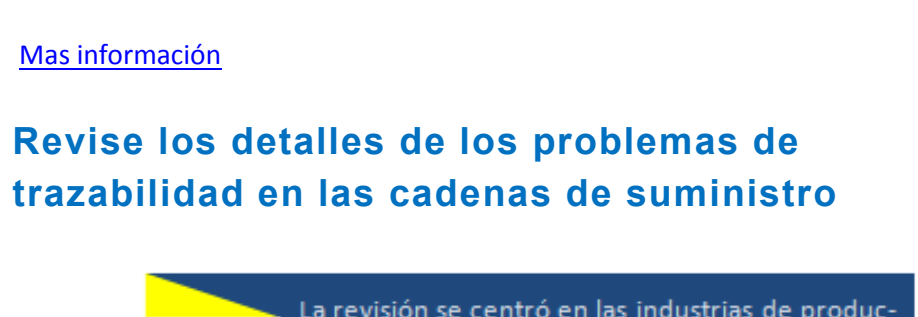 Mas información
Revise los detalles de los problemas de
trazabilidad en las cadenas de suministro
La revisión se centró en las industrias de produc-